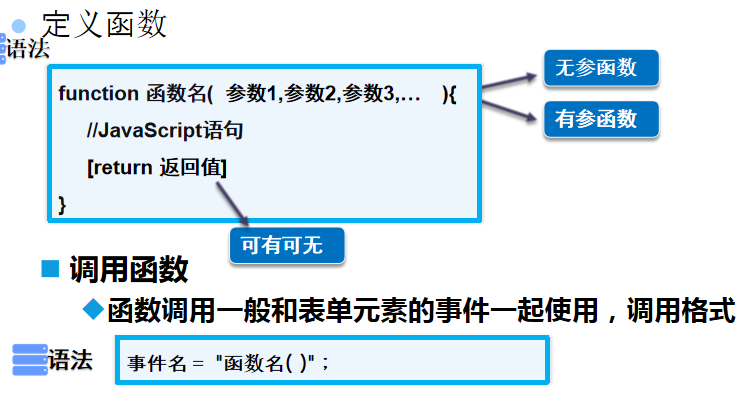 定义函数
语法
function 函数名( 参数1,参数2,参数3,… ){
//JavaScript语句
[return 返回值]
}
无参函数
有参函数
可有可无
调用函数
函数调用一般和表单元素的事件一起使用，调用格式
语法
事件名= "函数名( )"；